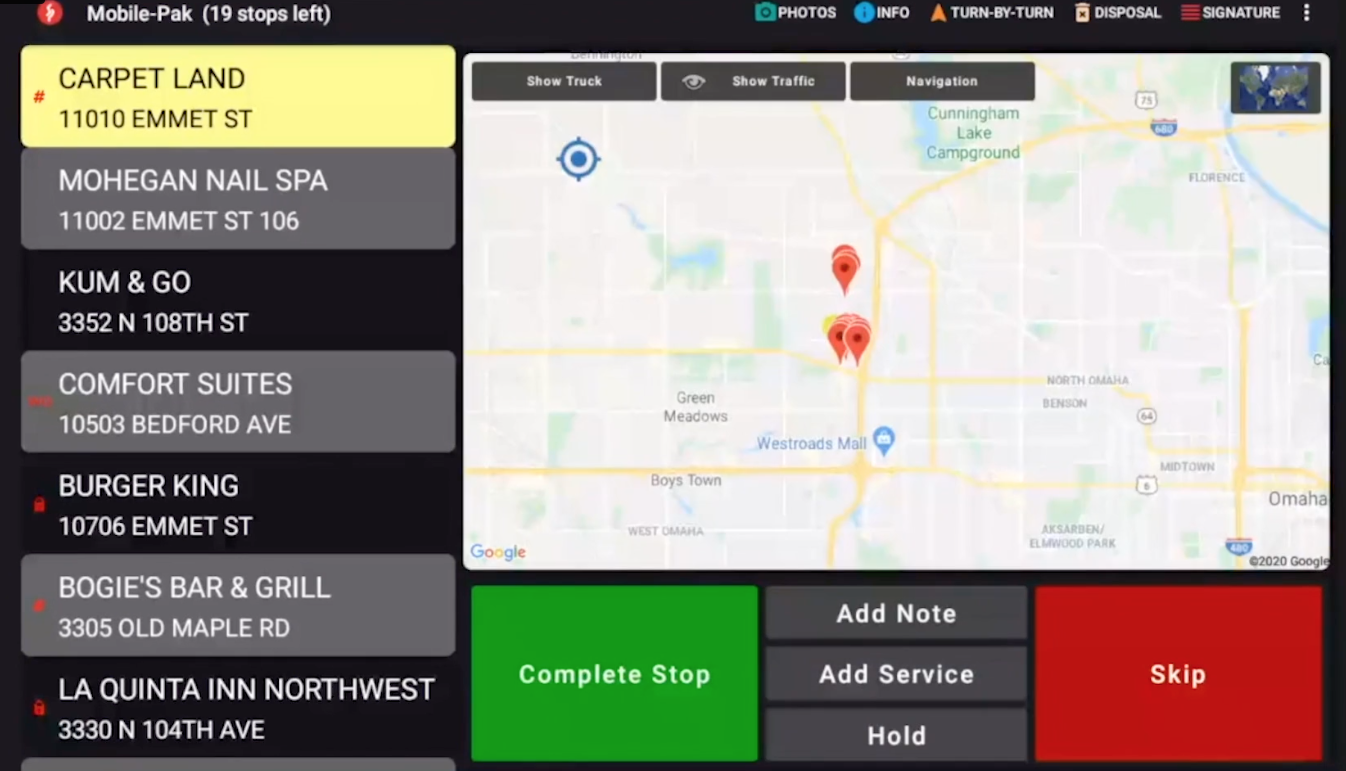 Mobile-Pak (19 stops left)
PHOTOS
INFO
TURN-BY-TURN
DISPOSAL
SIGNATURE
#
CARPET LAND
11010 EMMET ST
MOHEGAN NAIL SPA
11002 EMMET ST 106
KUM & GO
3352 N 108TH ST
COMFORT SUITES
10503 BEDFORD AVE
BURGER KING
10706 EMMET ST
#
BOGIE'S BAR & GRILL
3305 OLD MAPLE RD
LA QUINTA INN NORTHWEST
3330 N 104TH AVE
Bennington
Show Truck
Show Traffic
Navigation
Cunningham
Lake
Campground
75
680
FLORENCE
NORTH OMAHA
BENSON
64
Green
Meadows
Westroads Mall
Boys Town
MIDTOWN
6
Omaha
WEST OMAHA
AKSARBEN/
ELMWOOD PARK
480
Google
©2020 Google
Complete Stop
Add Note
Add Service
Hold
Skip